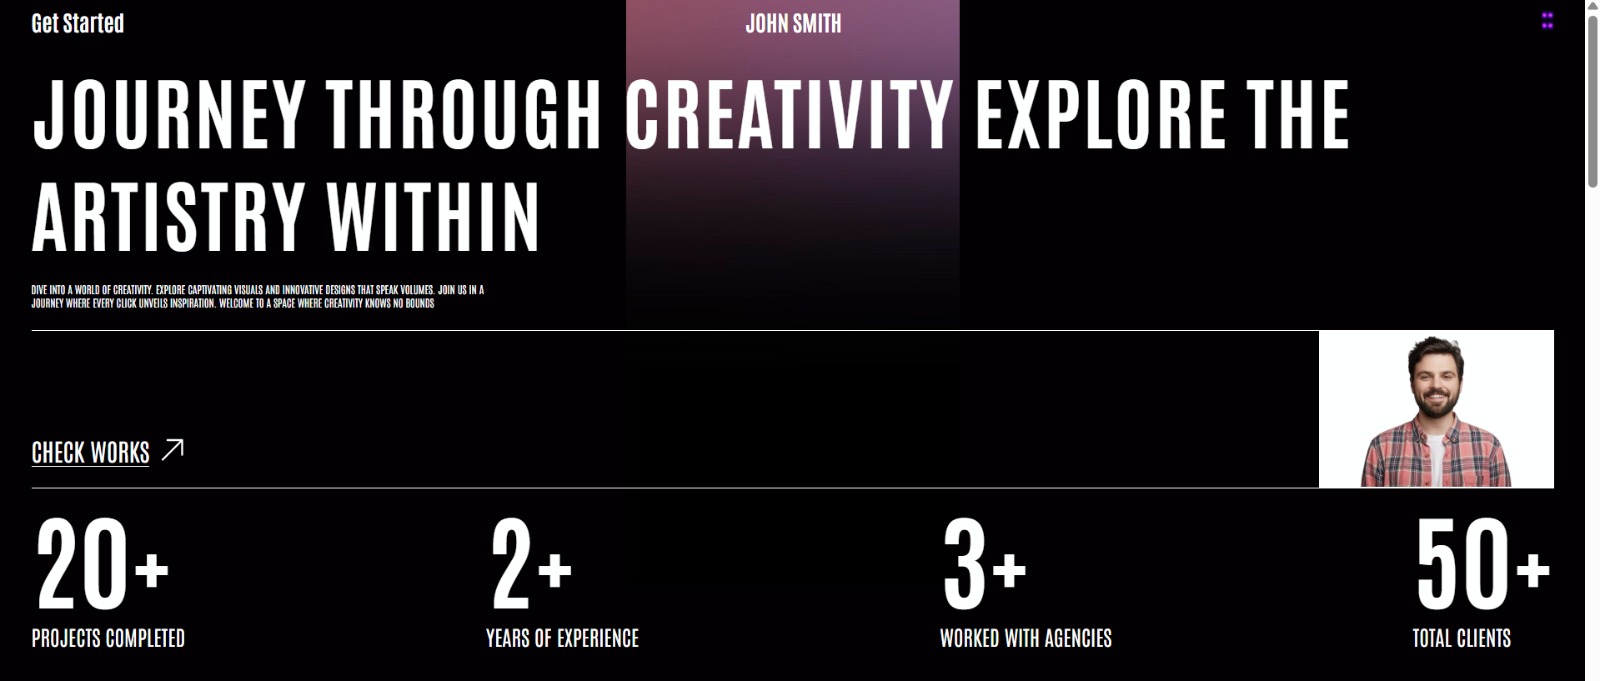 Get Started
JOHN SMITH
JOURNEY THROUGH CREATIVITY EXPLORE THE
ARTISTRY WITHIN
DIVE INTO A WORLD OF CREATIVITY. EXPLORE CAPTIVATING VISUALS AND INNOVATIVE DESIGNS THAT SPEAK VOLUMES. JOIN US IN A
JOURNEY WHERE EVERY CLICK UNVEILS INSPIRATION. WELCOME TO A SPACE WHERE CREATIVITY KNOWS NO BOUNDS
CHECK WORKS
20+
PROJECTS COMPLETED
2+
YEARS OF EXPERIENCE
3+
WORKED WITH AGENCIES
50+
TOTAL CLIENTS